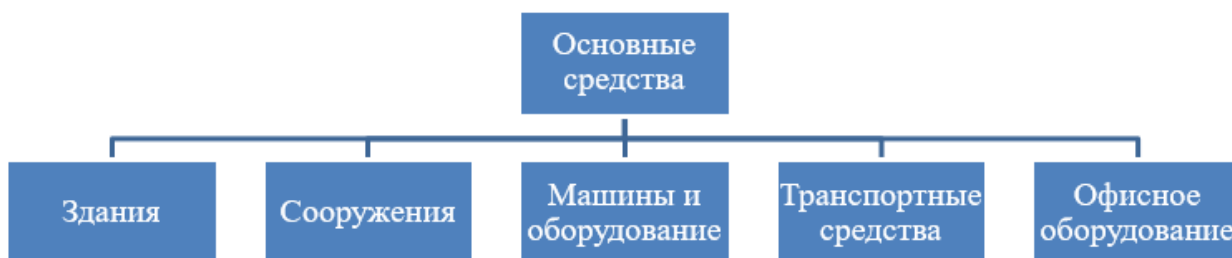 Основные
средства
Здания
Сооружения
Машины и
оборудование
Транспортные
средства
Офисное
оборудование